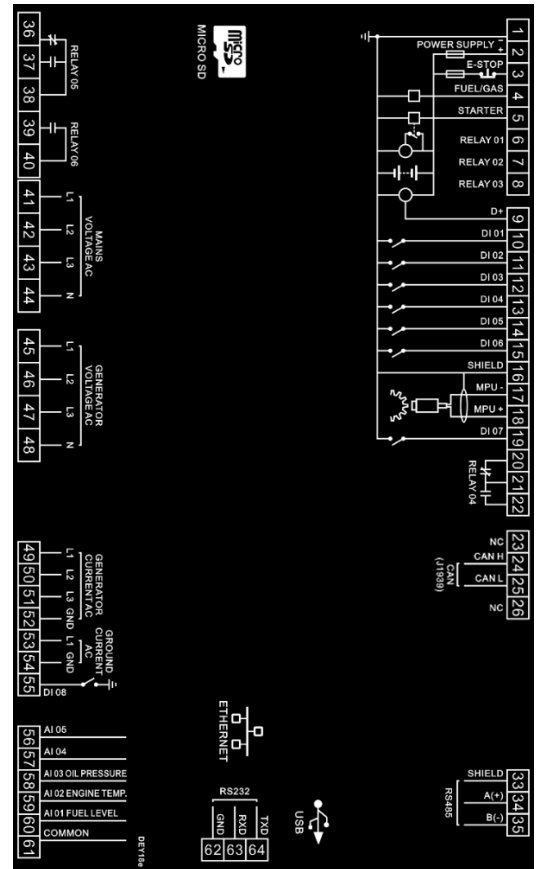 36
37
38
RELAY 05
39
40
RELAY 06
41
42
43
44
L1
L2
L3
N
MAINS
VOLTAGE AC
45
46
47
48
L1
L2
L3
N
GENERATOR
VOLTAGE AC
49
50
51
52
53
54
55
L1
L2
L3
GND
GENERATOR
CURRENT AC
L1
GND
GROUND
CURRENT
AC
DI 08
56
57
58
59
60
61
AI 05
AI 04
AI 03 OIL PRESSURE
AI 02 ENGINE TEMP.
AI 01 FUEL LEVEL
COMMON
DEY18e
MICRO SD
Micro
SD
ETHERNET
RS232
GND
RXD
TXD
62 63 64
USB
1
POWER SUPPLY - +
2
E-STOP
3
FUEL/GAS
4
STARTER
5
RELAY 01
6
RELAY 02
7
RELAY 03
8
D+
9
DI 01
10
DI 02
11
DI 03
12
DI 04
13
DI 05
14
DI 06
15
SHIELD
16
MPU -
17
MPU +
18
DI 07
19
20
21
22
RELAY 04
NC
23
CAN H
24
CAN L
25
NC
26
CAN
(J1939)
SHIELD
33
A(+)
34
B(-)
35
RS485